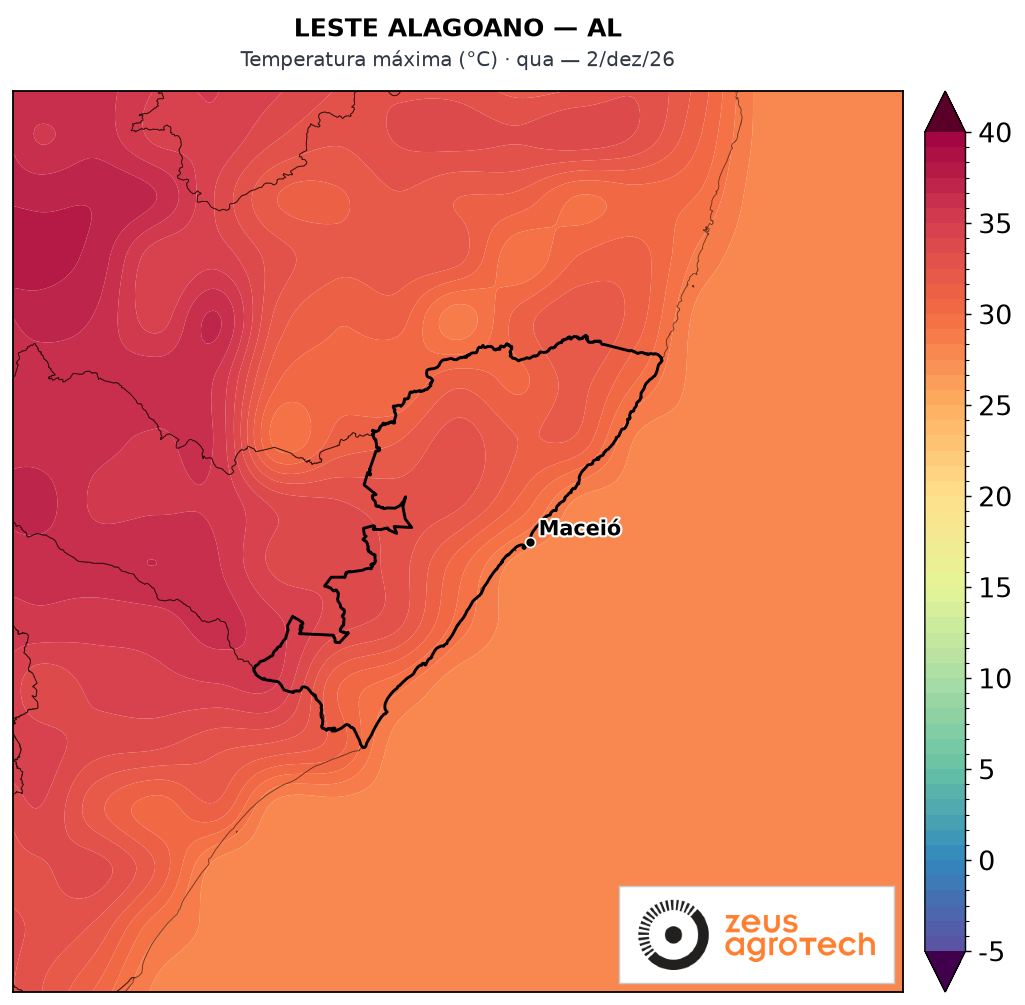 LESTE ALAGOANO — AL
Temperatura máxima (°C) · qua — 2/dez/26
40
35
30
25
20
15
10
5
0
-5
Maceió
zeus
agrotech